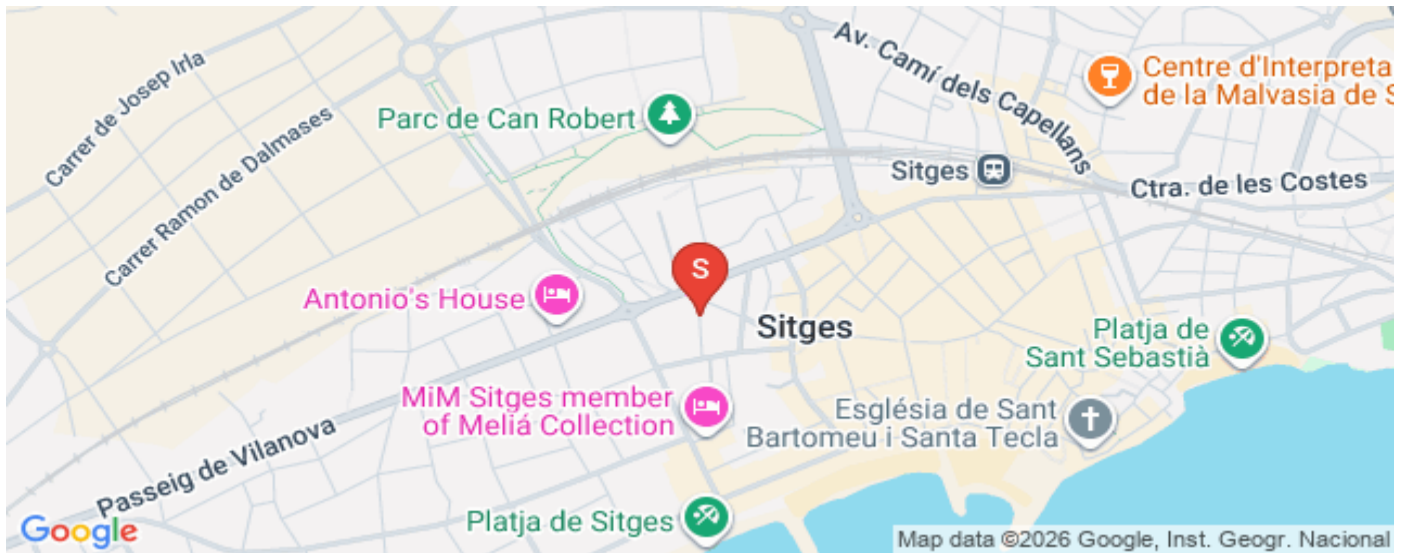 Carrer de Josep Irla
Av. Camí dels Capellans
Centre d'Interpreta
de la Malvasia de S
Parc de Can Robert
Carrer Ramon de Dalmases
Sitges
Ctra. de les Costes
S
Antonio's House
Sitges
Platja de
Sant Sebastià
MiM Sitges member
of Meliá Collection
Església de Sant
Bartomeu i Santa Tecla
Passeig de Vilanova
Platja de Sitges
Google
Map data ©2026 Google, Inst. Geogr. Nacional